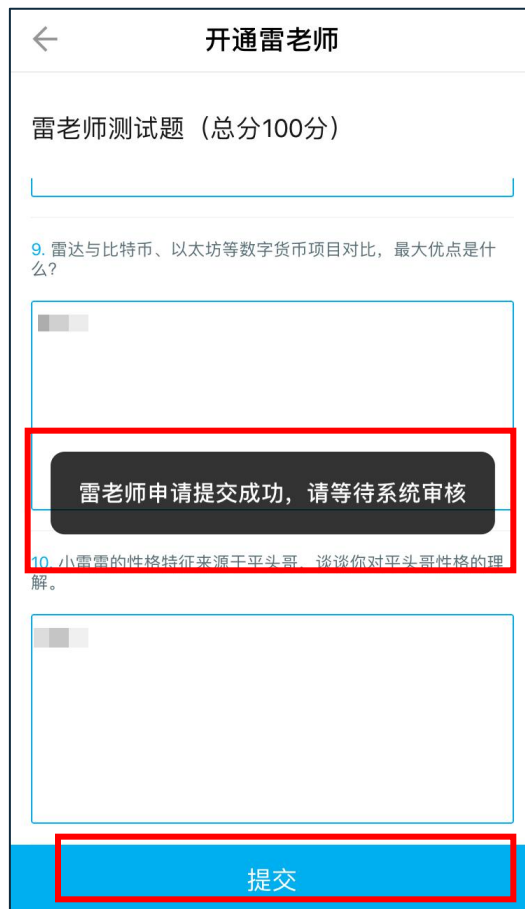 开通雷老师
雷老师测试题（总分100分）
9. 雷达与比特币、以太坊等数字货币项目对比，最大优点是什
么?
雷老师申请提交成功，请等待系统审核
10. 小雷雷的性格特征来源于平头哥，谈谈你对平头哥性格的理
解。
提交